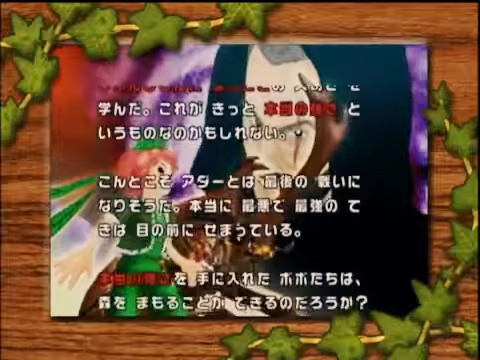 学んだ。これが きっと 本当の強さ と
いうものなのかもしれない。
こんどこそ アダーとは 最後の 戦いに
なりそうだ。本当に 最悪で 最強の て
きは 目の前に せまっている。
本当の強さを 手に入れた ポポたちは、
森を まもることが できるのだろうか？